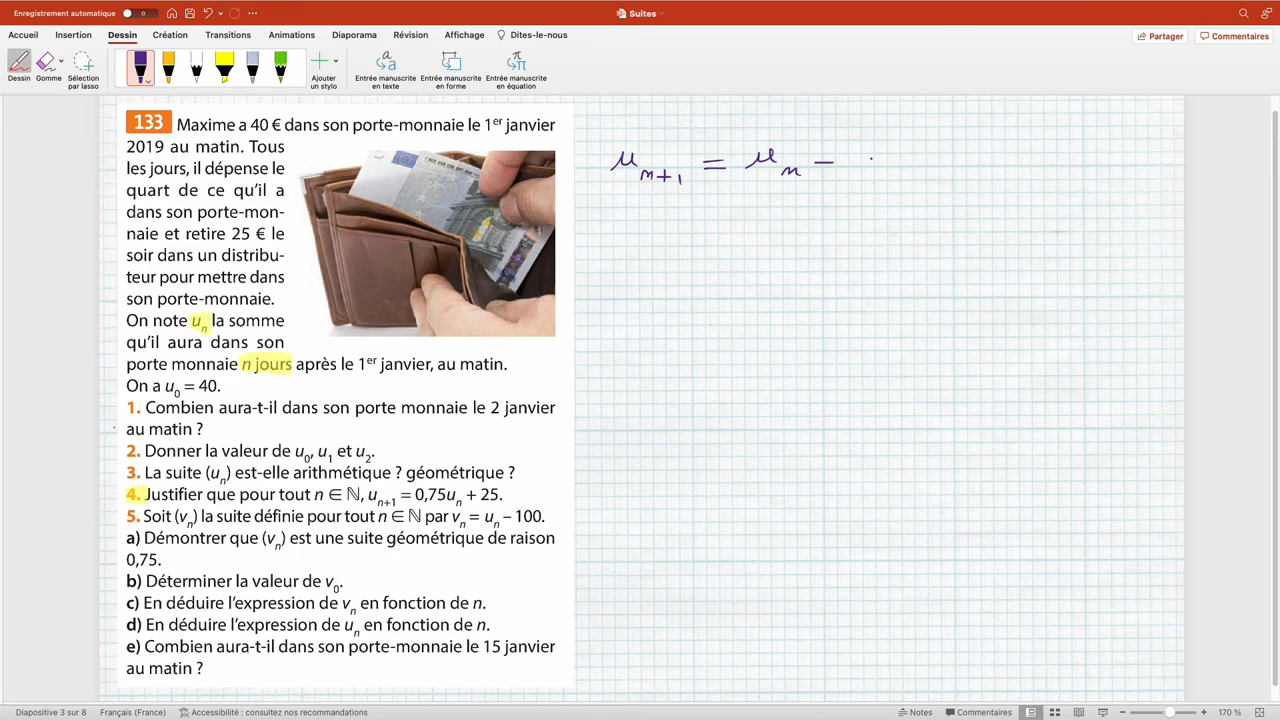 Enregistrement automatique
Suites
Accueil Insertion Dessin Création Transitions Animations Diaporama Révision Affichage Dites-le-nous
Partager Commentaires
Dessin Gomme Sélection par lasso Ajouter un stylo Entrée manuscrite en texte Entrée manuscrite en forme Entrée manuscrite en équation
133 Maxime a 40 € dans son porte-monnaie le 1er janvier
2019 au matin. Tous
les jours, il dépense le
quart de ce qu'il a
dans son porte-mon-
naie et retire 25 € le
soir dans un distribu-
teur pour mettre dans
son porte-monnaie.
On note un la somme
qu'il aura dans son
porte monnaie n jours après le 1er janvier, au matin.
On a u0 = 40.
1. Combien aura-t-il dans son porte monnaie le 2 janvier
au matin ?
2. Donner la valeur de u0, u1 et u2.
3. La suite (un) est-elle arithmétique ? géométrique ?
4. Justifier que pour tout n ∈ ℕ, un+1 = 0,75un + 25.
5. Soit (vn) la suite définie pour tout n ∈ ℕ par vn = un – 100.
a) Démontrer que (vn) est une suite géométrique de raison
0,75.
b) Déterminer la valeur de v0.
c) En déduire l'expression de vn en fonction de n.
d) En déduire l'expression de un en fonction de n.
e) Combien aura-t-il dans son porte-monnaie le 15 janvier
au matin ?
un+1 = un –
Diapositive 3 sur 8 Français (France) Accessibilité : consultez nos recommandations Notes Commentaires 170 %